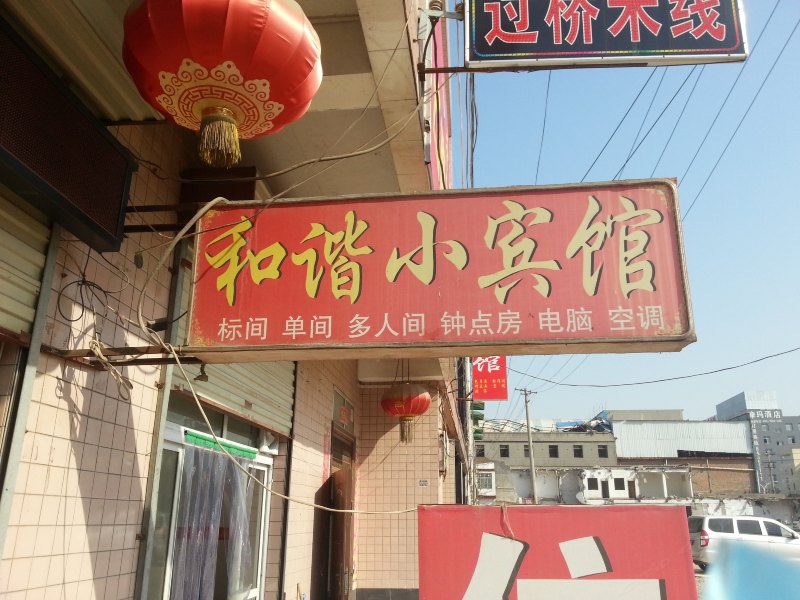 过桥米线
和谐小宾馆
标间 单间 多人间 钟点房 电脑 空调
馆
住